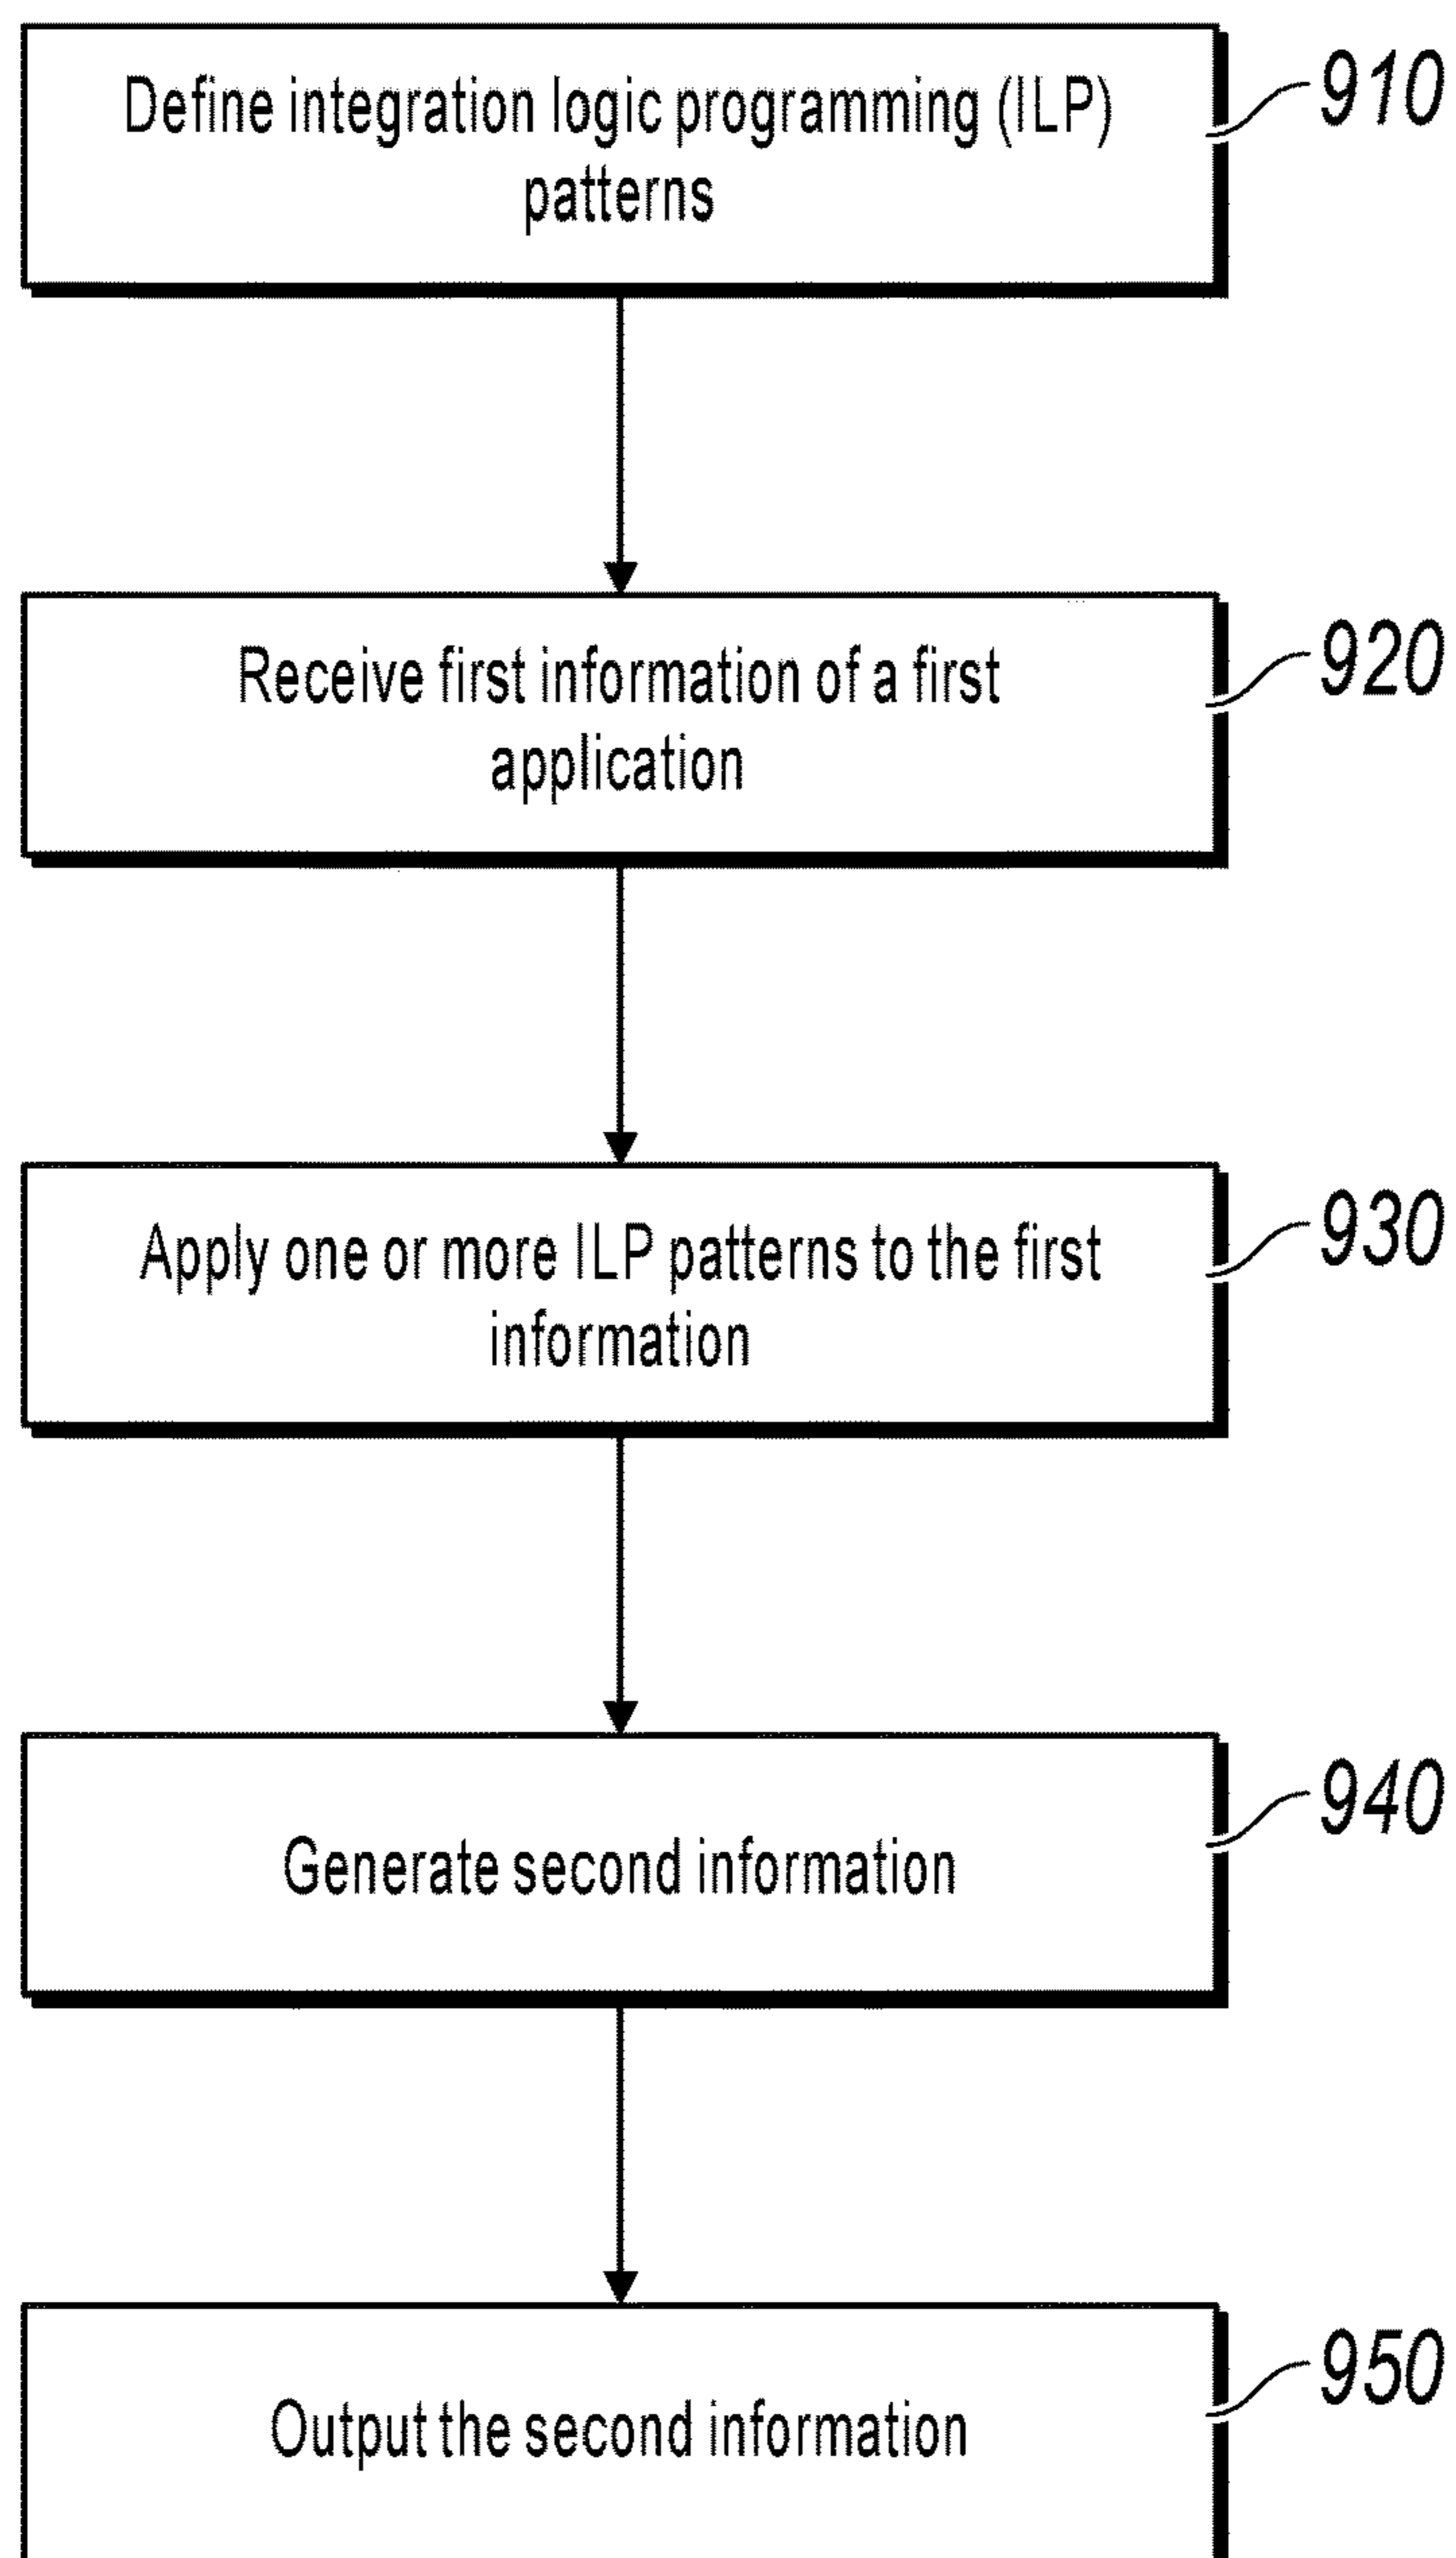 Define integration logic programming (ILP)
patterns
910
Receive first information of a first
application
920
Apply one or more ILP patterns to the first
information
930
Generate second information
940
Output the second information
950